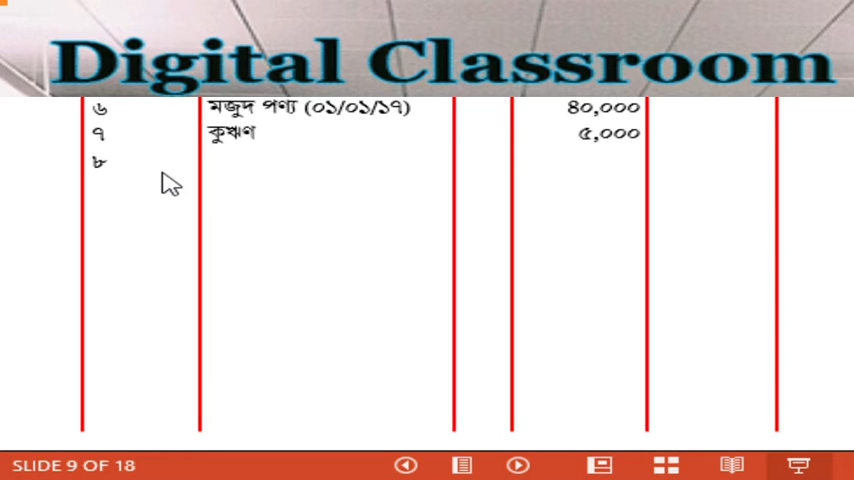 Digital Classroom
৬ মজুদ পণ্য (০১/০১/১৭) ৪০,০০০
৭ কুঋণ ৫,০০০
৮
SLIDE 9 OF 18